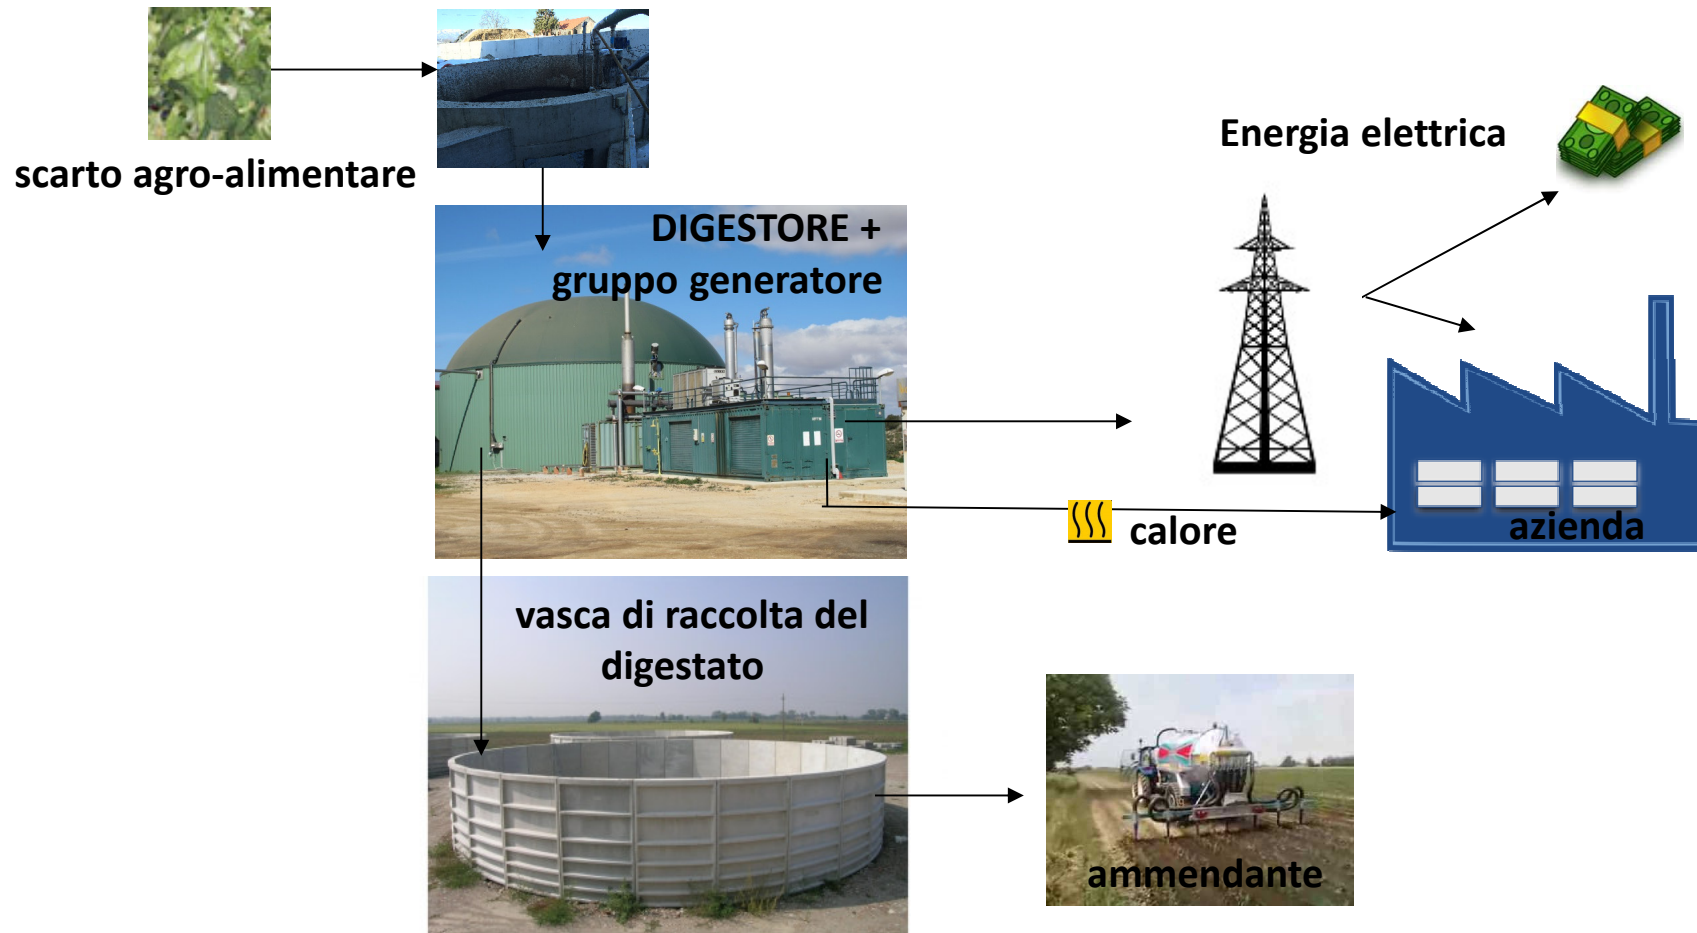 scarto agro-alimentare
Energia elettrica
DIGESTORE +
gruppo generatore
calore
azienda
vasca di raccolta del
digestato
ammendante